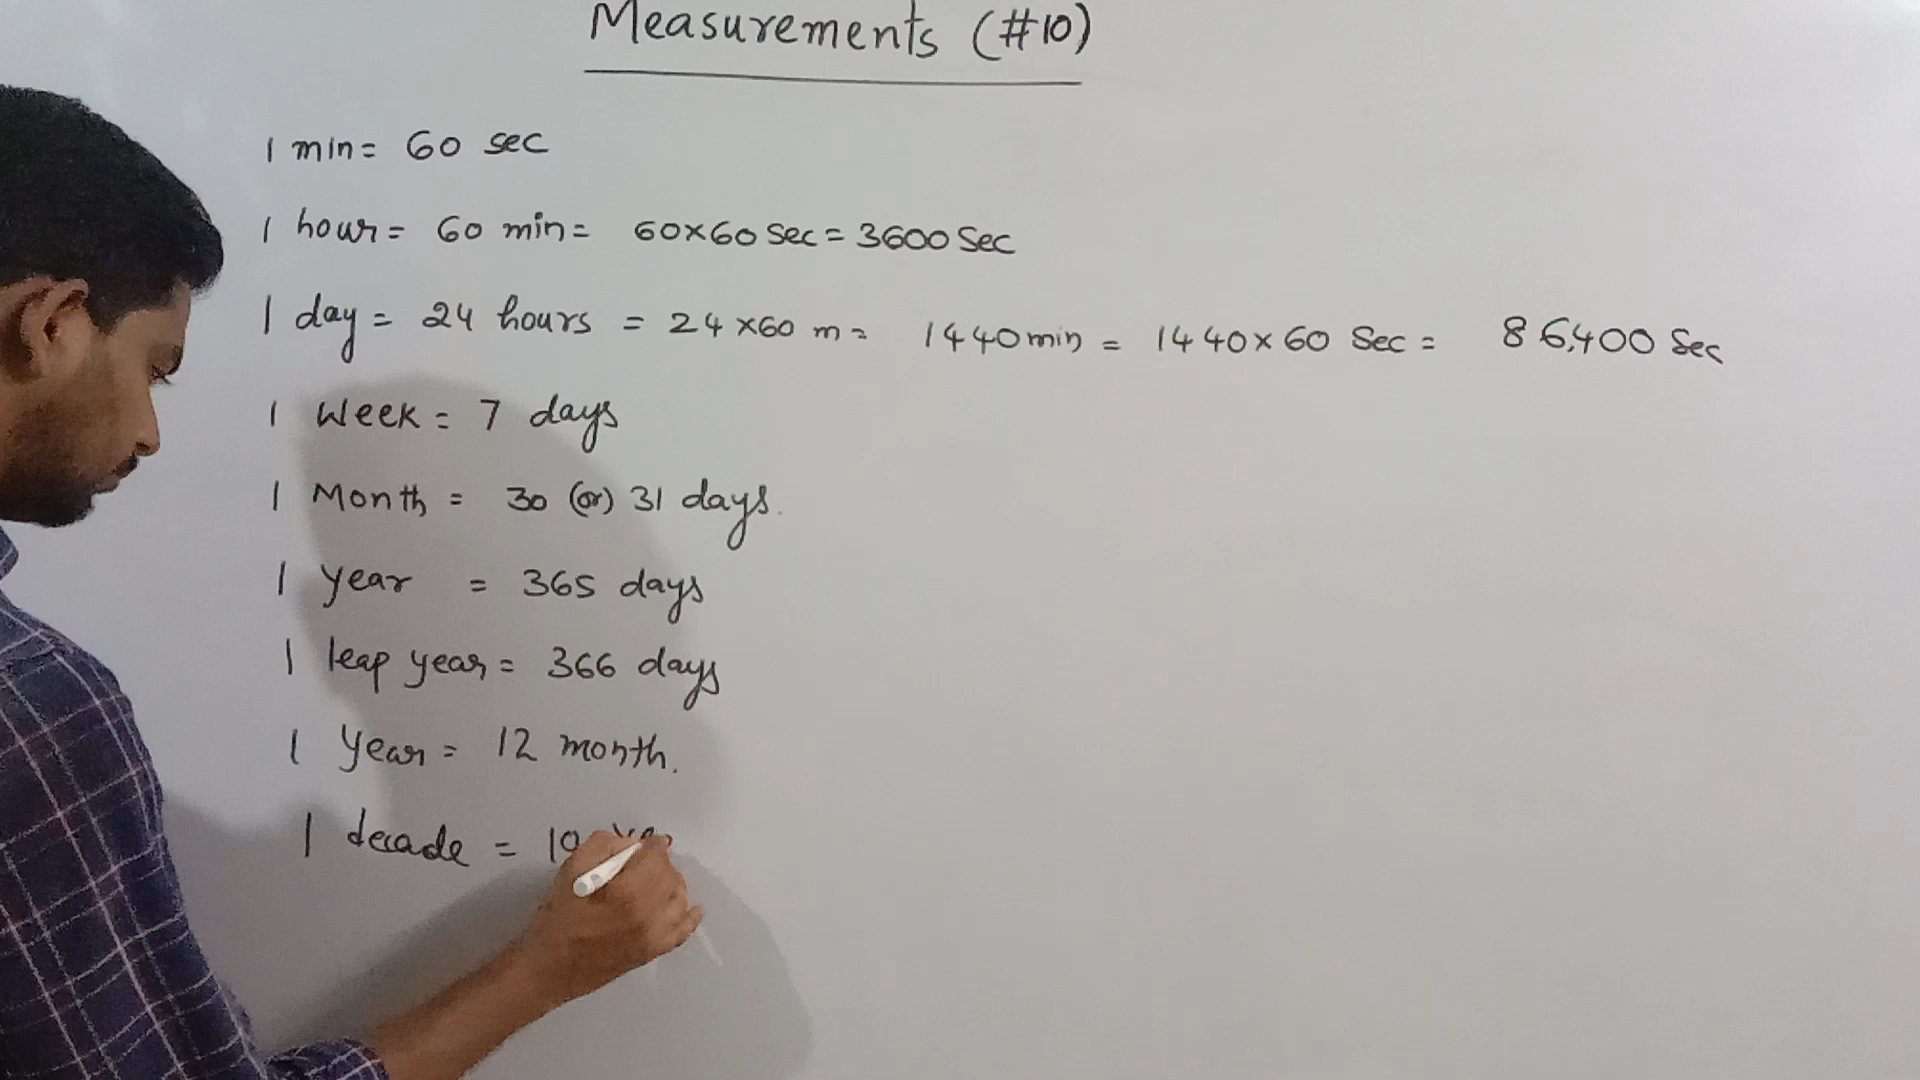 Measurements (#10)
1 min = 60 sec
1 hour = 60 min = 60×60 Sec = 3600 Sec
1 day = 24 hours = 24×60 m = 1440 min = 1440×60 Sec = 86,400 Sec
1 Week = 7 days
1 Month = 30 (or) 31 days.
1 year = 365 days
1 leap year = 366 days
1 Year = 12 month.
1 decade = 10